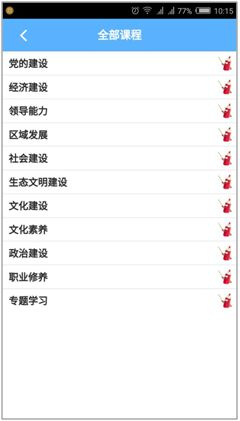 77% 10:15
全部课程
党的建设
经济建设
领导能力
区域发展
社会建设
生态文明建设
文化建设
文化素养
政治建设
职业修养
专题学习